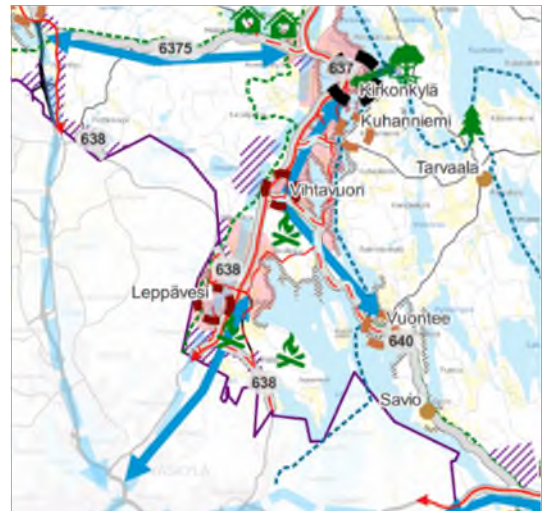 6375
637
Kirkonkylä
Kuhanniemi
638
Tarvaala
Vihtavuori
638
Leppävesi
Vuontee
640
638
Savio